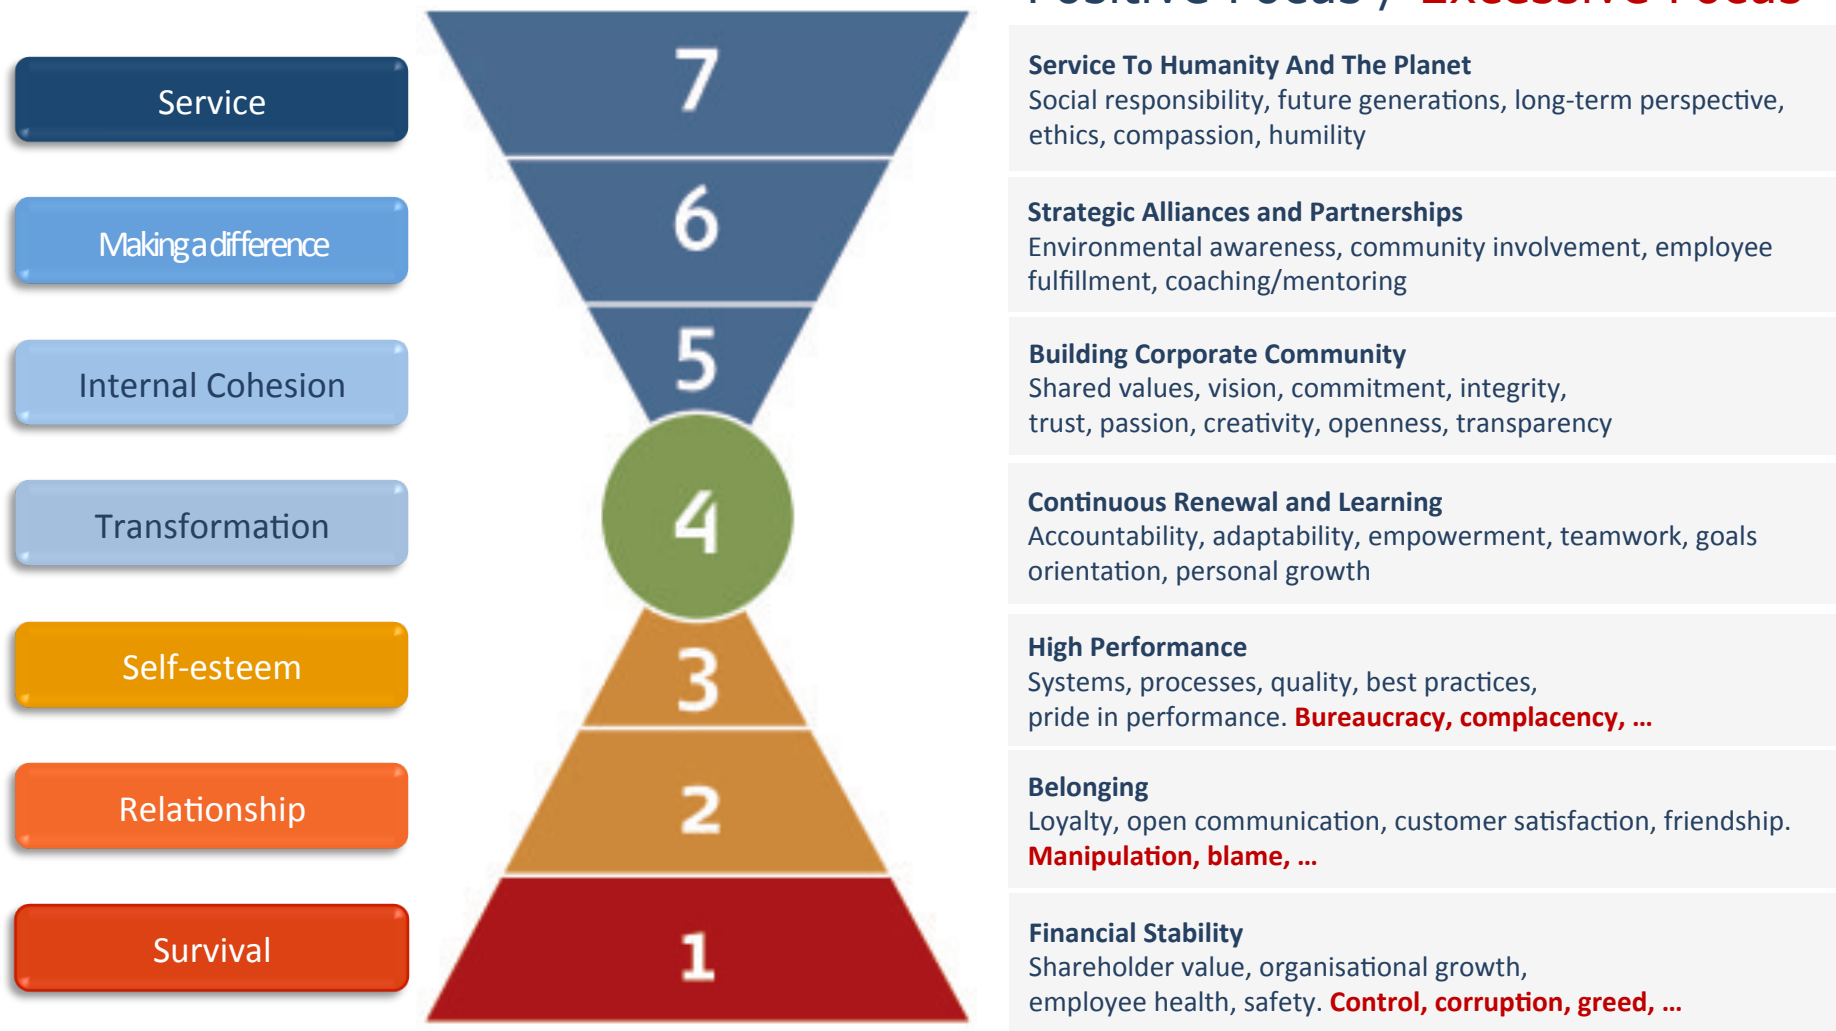 Positive Focus / Excessive Focus
Service
7
Service To Humanity And The Planet
Social responsibility, future generations, long-term perspective,
ethics, compassion, humility
Making a difference
6
Strategic Alliances and Partnerships
Environmental awareness, community involvement, employee
fulfillment, coaching/mentoring
Internal Cohesion
5
Building Corporate Community
Shared values, vision, commitment, integrity,
trust, passion, creativity, openness, transparency
Transformation
4
Continuous Renewal and Learning
Accountability, adaptability, empowerment, teamwork, goals
orientation, personal growth
Self-esteem
3
High Performance
Systems, processes, quality, best practices,
pride in performance. Bureaucracy, complacency, ...
Relationship
2
Belonging
Loyalty, open communication, customer satisfaction, friendship.
Manipulation, blame, ...
Survival
1
Financial Stability
Shareholder value, organisational growth,
employee health, safety. Control, corruption, greed, ...